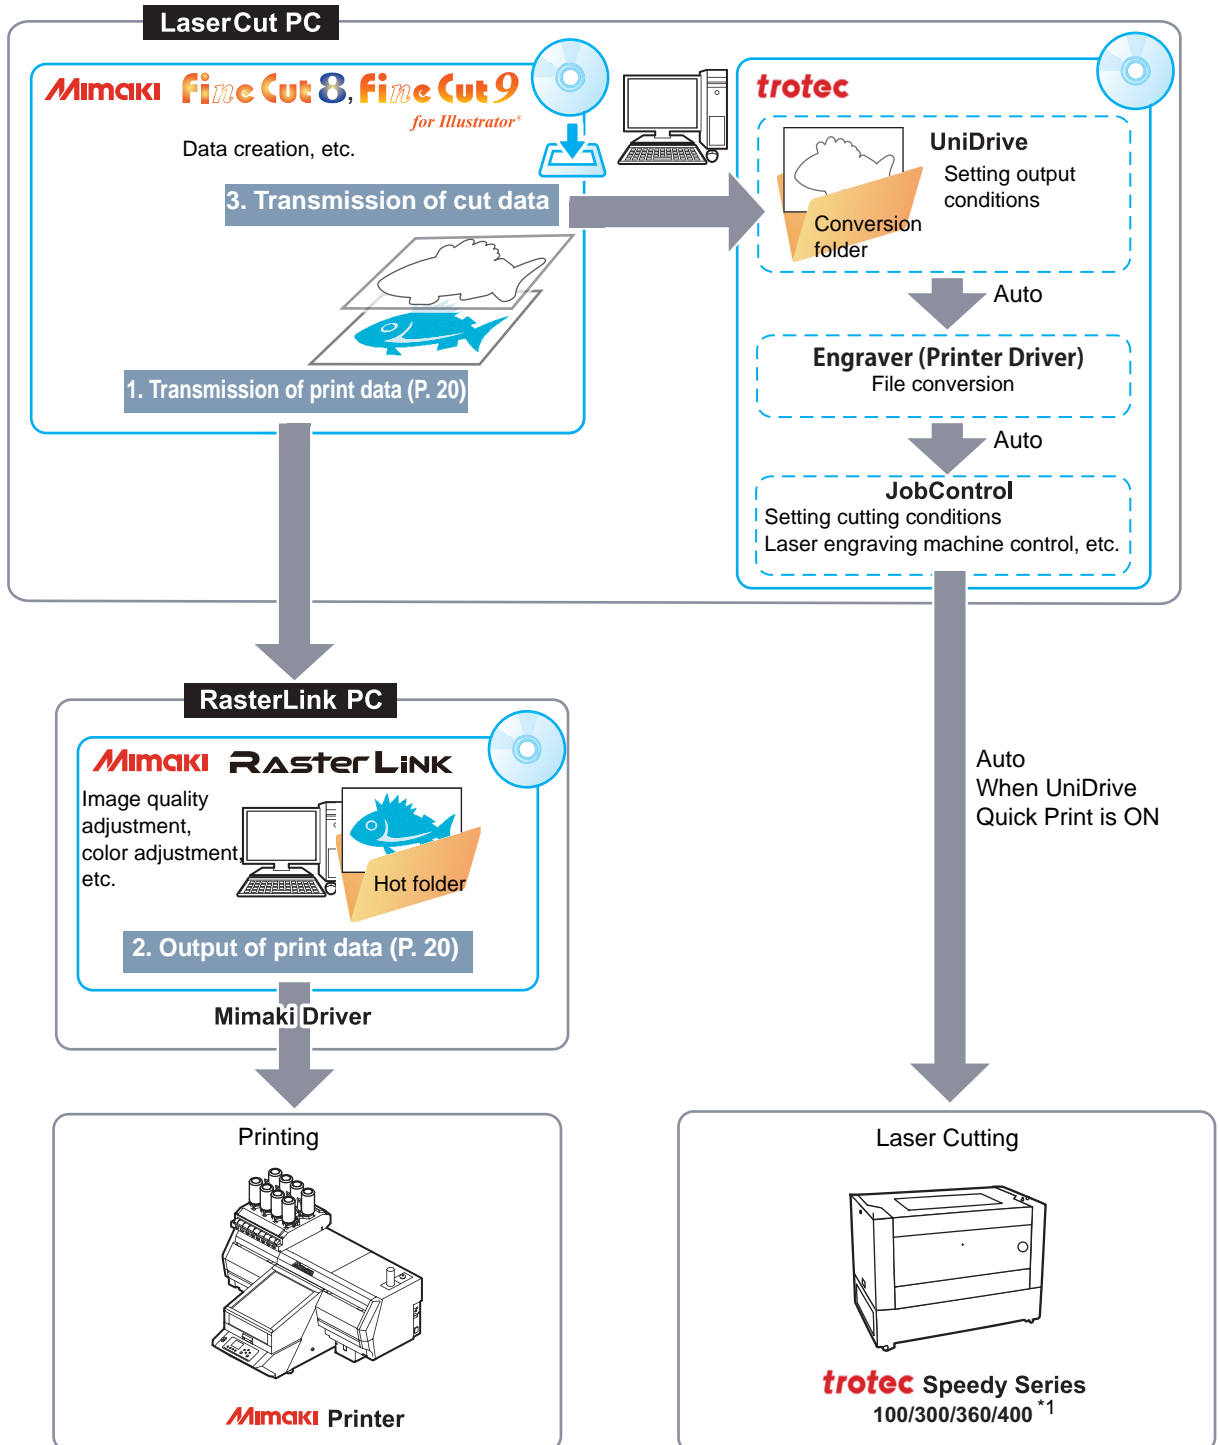 LaserCut PC
Mimaki Fine Cut 8, Fine Cut 9
for Illustrator®
Data creation, etc.
3. Transmission of cut data
1. Transmission of print data (P. 20)
trotec
UniDrive
Setting output
conditions
Conversion
folder
Auto
Engraver (Printer Driver)
File conversion
Auto
JobControl
Setting cutting conditions
Laser engraving machine control, etc.
RasterLink PC
Mimaki RasterLink
Image quality
adjustment,
color adjustment,
etc.
Hot folder
2. Output of print data (P. 20)
Mimaki Driver
Auto
When UniDrive
Quick Print is ON
Printing
Mimaki Printer
Laser Cutting
trotec Speedy Series
100/300/360/400 *1